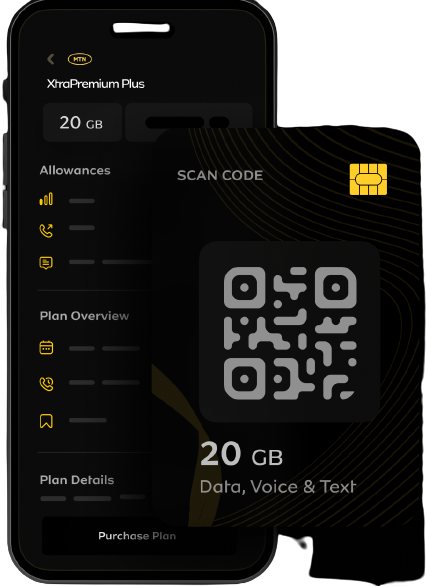 MTN
XtraPremium Plus
20 GB
Allowances
Plan Overview
Plan Details
Purchase Plan
SCAN CODE
20 GB
Data, Voice & Text